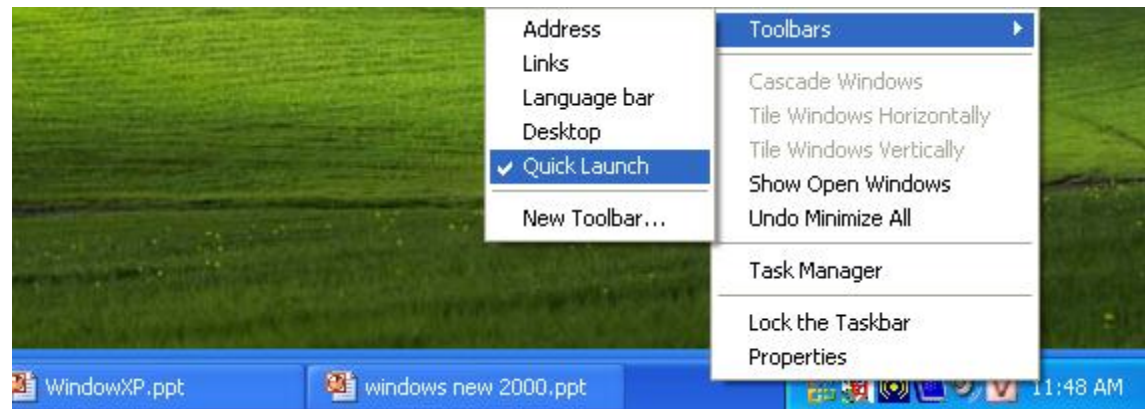 Address
Links
Language bar
Desktop
Quick Launch
New Toolbar...
Toolbars
Cascade Windows
Tile Windows Horizontally
Tile Windows Vertically
Show Open Windows
Undo Minimize All
Task Manager
Lock the Taskbar
Properties
WindowXP.ppt
windows new 2000.ppt
V
11:48 AM